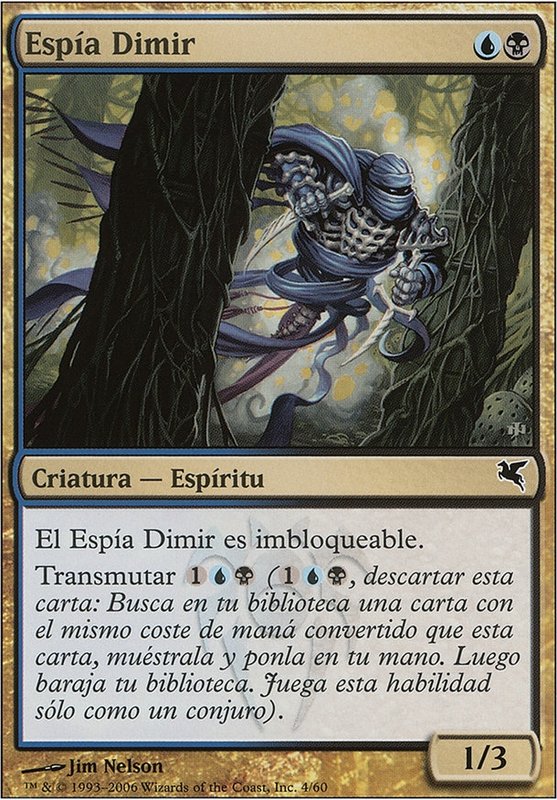 Espía Dimir
Criatura — Espíritu
El Espía Dimir es imbloqueable.
Transmutar 1 (1, descartar esta
carta: Busca en tu biblioteca una carta con
el mismo coste de maná convertido que esta
carta, muéstrala y ponla en tu mano. Luego
baraja tu biblioteca. Juega esta habilidad
sólo como un conjuro).
1/3
Jim Nelson
™ & © 1993-2006 Wizards of the Coast, Inc. 4/60